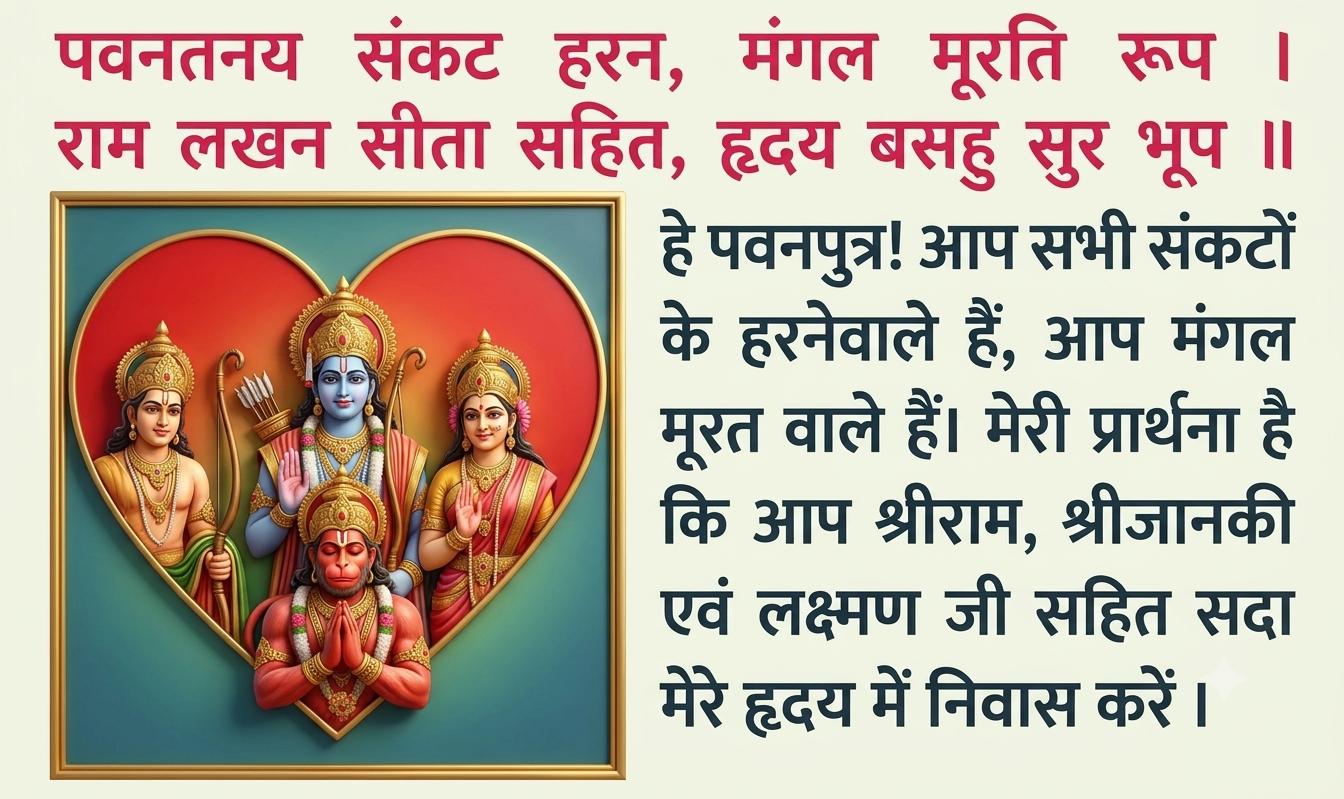 पवनतनय संकट हरन, मंगल मूरति रूप ।
राम लखन सीता सहित, हृदय बसहु सुर भूप ॥
हे पवनपुत्र! आप सभी संकटों
के हरनेवाले हैं, आप मंगल
मूरत वाले हैं। मेरी प्रार्थना है
कि आप श्रीराम, श्रीजानकी
एवं लक्ष्मण जी सहित सदा
मेरे हृदय में निवास करें ।